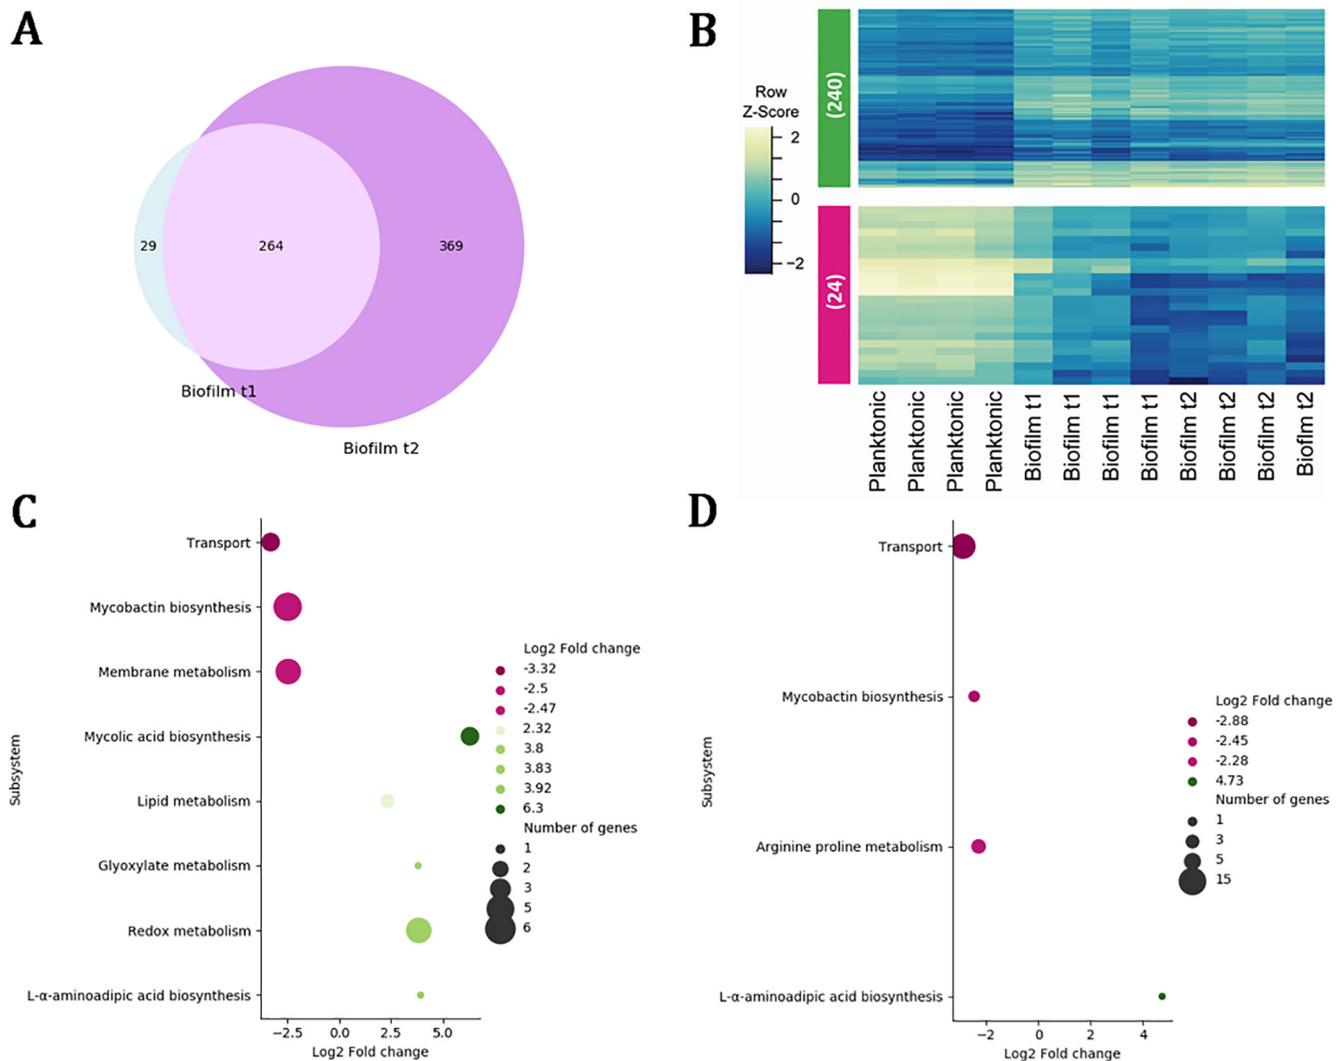 A
29
264
369
Biofilm t1
Biofilm t2
B
Row
Z-Score
2
0
−2
(240)
(24)
Planktonic
Planktonic
Planktonic
Planktonic
Biofilm t1
Biofilm t1
Biofilm t1
Biofilm t1
Biofilm t2
Biofilm t2
Biofilm t2
Biofilm t2
C
Subsystem
Transport
Mycobactin biosynthesis
Membrane metabolism
Mycolic acid biosynthesis
Lipid metabolism
Glyoxylate metabolism
Redox metabolism
L-α-aminoadipic acid biosynthesis
−2.5 0.0 2.5 5.0
Log2 Fold change
Log2 Fold change
-3.32
-2.5
-2.47
2.32
3.8
3.83
3.92
6.3
Number of genes
1
2
3
5
6
D
Subsystem
Transport
Mycobactin biosynthesis
Arginine proline metabolism
L-α-aminoadipic acid biosynthesis
−2 0 2 4
Log2 Fold change
Log2 Fold change
-2.88
-2.45
-2.28
4.73
Number of genes
1
3
5
15